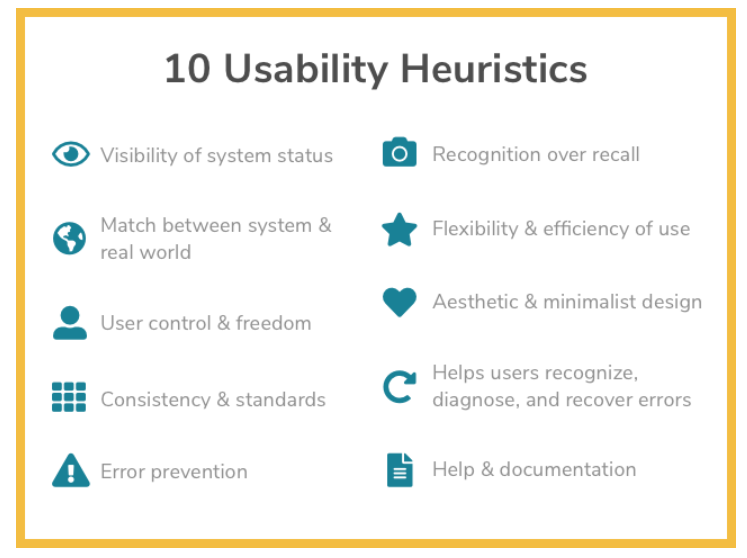 10 Usability Heuristics
Visibility of system status
Match between system &
real world
User control & freedom
Consistency & standards
Error prevention
Recognition over recall
Flexibility & efficiency of use
Aesthetic & minimalist design
Helps users recognize,
diagnose, and recover errors
Help & documentation